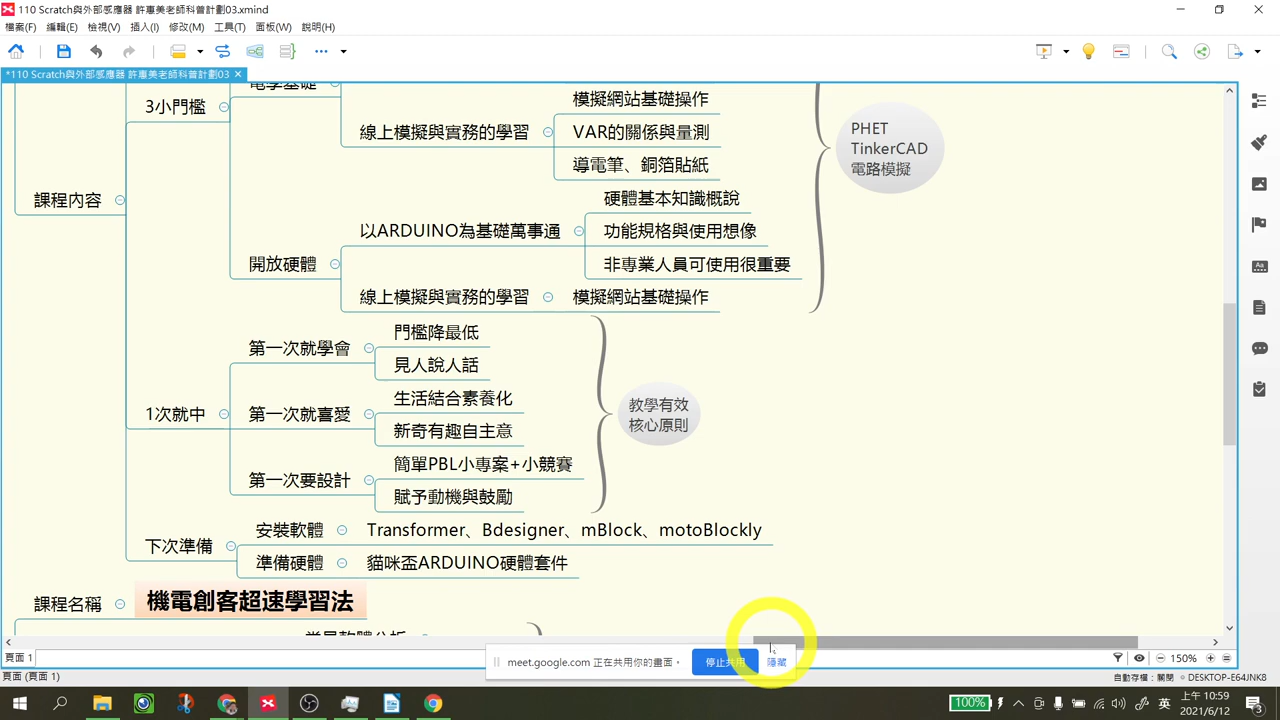 110 Scratch與外部感應器 許惠美老師科普計劃03.xmind
檔案(F) 編輯(E) 檢視(V) 插入(I) 修改(M) 工具(T) 面板(W) 說明(H)
*110 Scratch與外部感應器 許惠美老師科普計劃03
電學基礎
模擬網站基礎操作
3小門檻
線上模擬與實務的學習
VAR的關係與量測
導電筆、銅箔貼紙
PHET
TinkerCAD
電路模擬
課程內容
硬體基本知識概說
以ARDUINO為基礎萬事通
功能規格與使用想像
開放硬體
非專業人員可使用很重要
線上模擬與實務的學習
模擬網站基礎操作
第一次就學會
門檻降最低
見人說人話
1次就中
第一次就喜愛
生活結合素養化
新奇有趣自主意
教學有效
核心原則
第一次要設計
簡單PBL小專案+小競賽
賦予動機與鼓勵
下次準備
安裝軟體
Transformer、Bdesigner、mBlock、motoBlockly
準備硬體
貓咪盃ARDUINO硬體套件
課程名稱
機電創客超速學習法
頁面 1
meet.google.com 正在共用你的畫面。
停止共用
隱藏
150%
頁面 (頁面 1)
自動存檔：關閉
DESKTOP-E64JNK8
100%
英
上午 10:59
2021/6/12
3